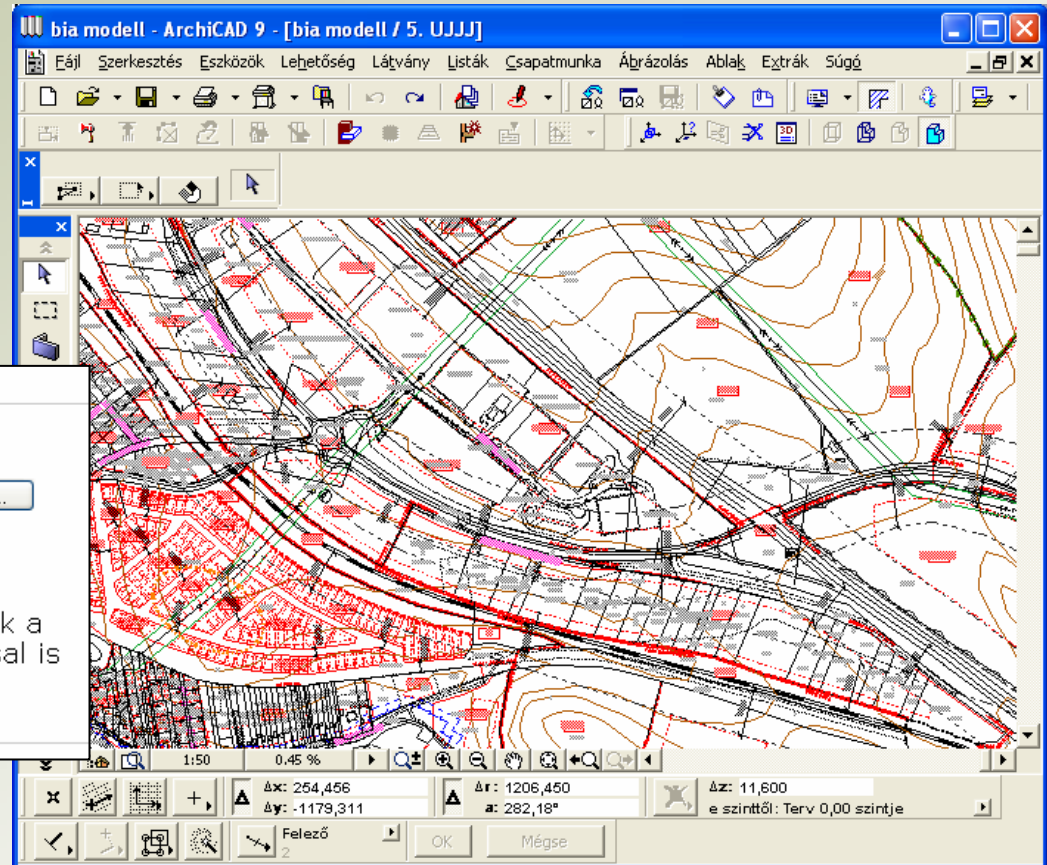 bia modell - ArchiCAD 9 - [bia modell / 5. UJJJ]
Fájl Szerkesztés Eszközök Lehetőség Látvány Listák Csapatmunka Ábrázolás Ablak Extrák Súgó
3D
...
k a
al is
1:50 0.45 %
Δx: 254,456 Δr: 1206,450 Δz: 11,600
Δy: -1179,311 a: 282,18° e szinttől: Terv 0,00 szintje
Felező OK Mégse
2